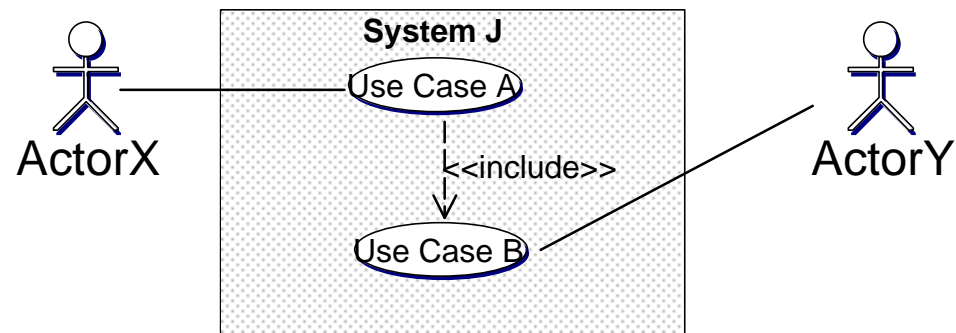 System J
Use Case A
ActorX
ActorY
<<include>>
Use Case B